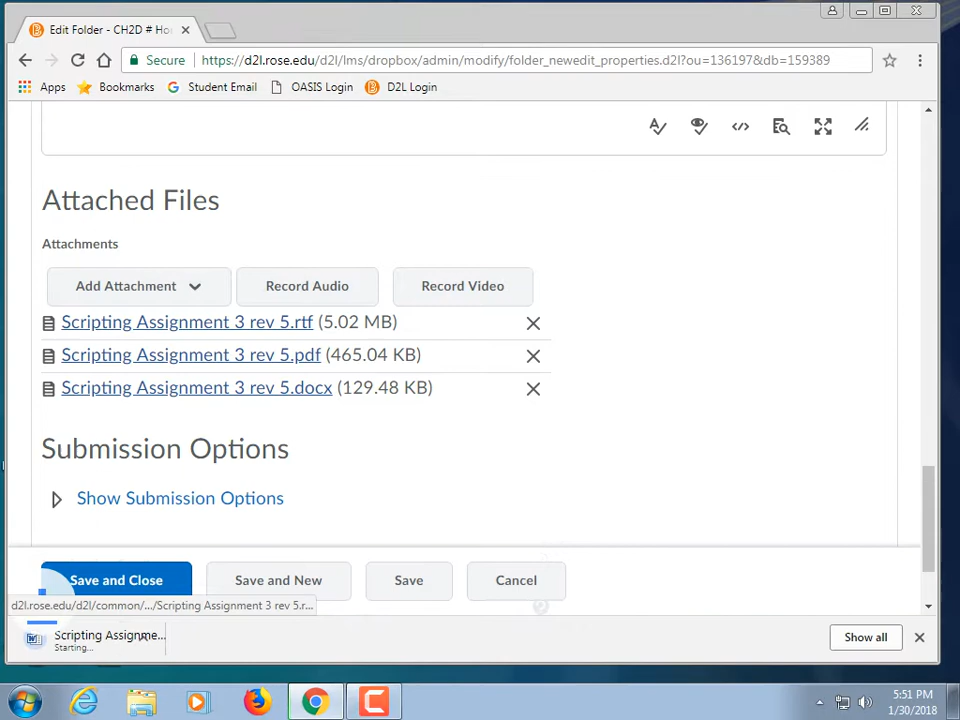 Edit Folder - CH2D # Ho
Secure https://d2l.rose.edu/d2l/lms/dropbox/admin/modify/folder_newedit_properties.d2l?ou=136197&db=159389
Apps Bookmarks Student Email OASIS Login D2L Login
Attached Files
Attachments
Add Attachment Record Audio Record Video
Scripting Assignment 3 rev 5.rtf (5.02 MB)
Scripting Assignment 3 rev 5.pdf (465.04 KB)
Scripting Assignment 3 rev 5.docx (129.48 KB)
Submission Options
Show Submission Options
Save and Close Save and New Save Cancel
d2l.rose.edu/d2l/common/.../Scripting Assignment 3 rev 5.r...
Scripting Assignme... Show all
Starting...
5:51 PM
1/30/2018